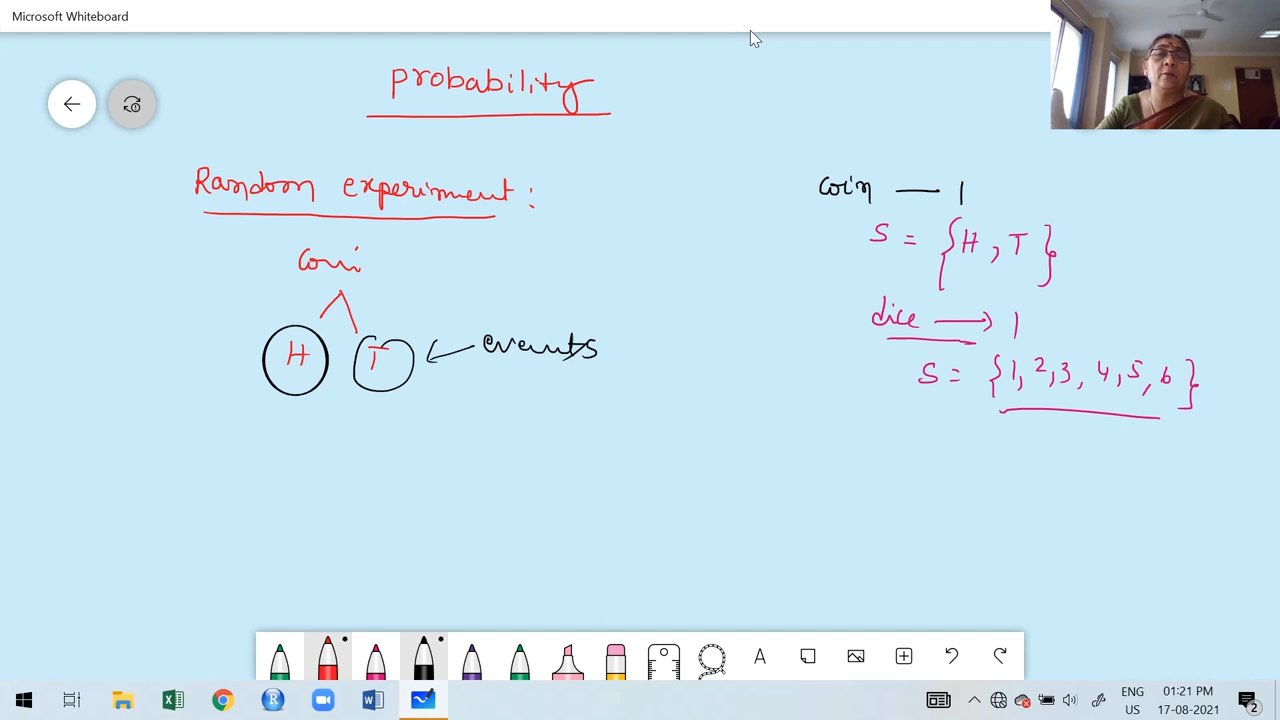 Microsoft Whiteboard
probability
Random experiment:
coin
H T ← events
coin — 1
S = {H, T}
dice → 1
S = {1, 2, 3, 4, 5, 6}
A
ENG
US
01:21 PM
17-08-2021
2